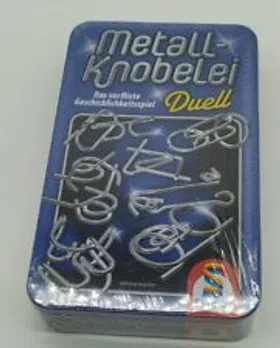 Metall-
Knobelei
Das verflixte
Geschicklichkeitsspiel
Duell